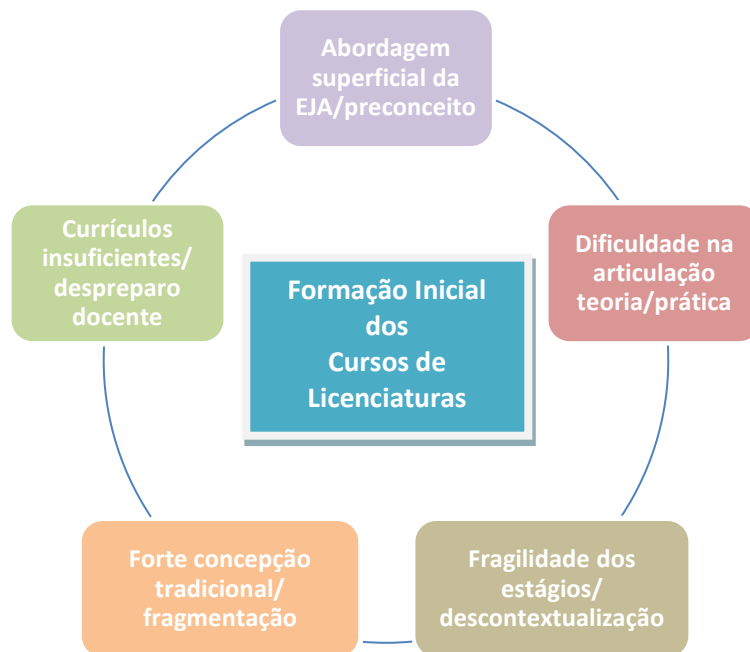 Abordagem
superficial da
EJA/preconceito
Dificuldade na
articulação
teoria/prática
Fragilidade dos
estágios/
descontextualização
Forte concepção
tradicional/
fragmentação
Currículos
insuficientes/
despreparo
docente
Formação Inicial
dos
Cursos de
Licenciaturas